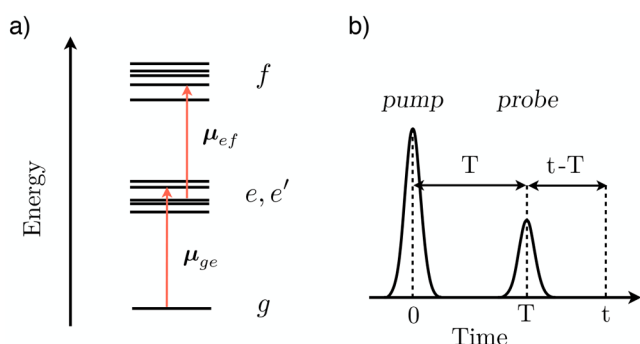 a)
Energy
f
μ_ef
e, e′
μ_ge
g
b)
pump
probe
T
t-T
0
T
t
Time